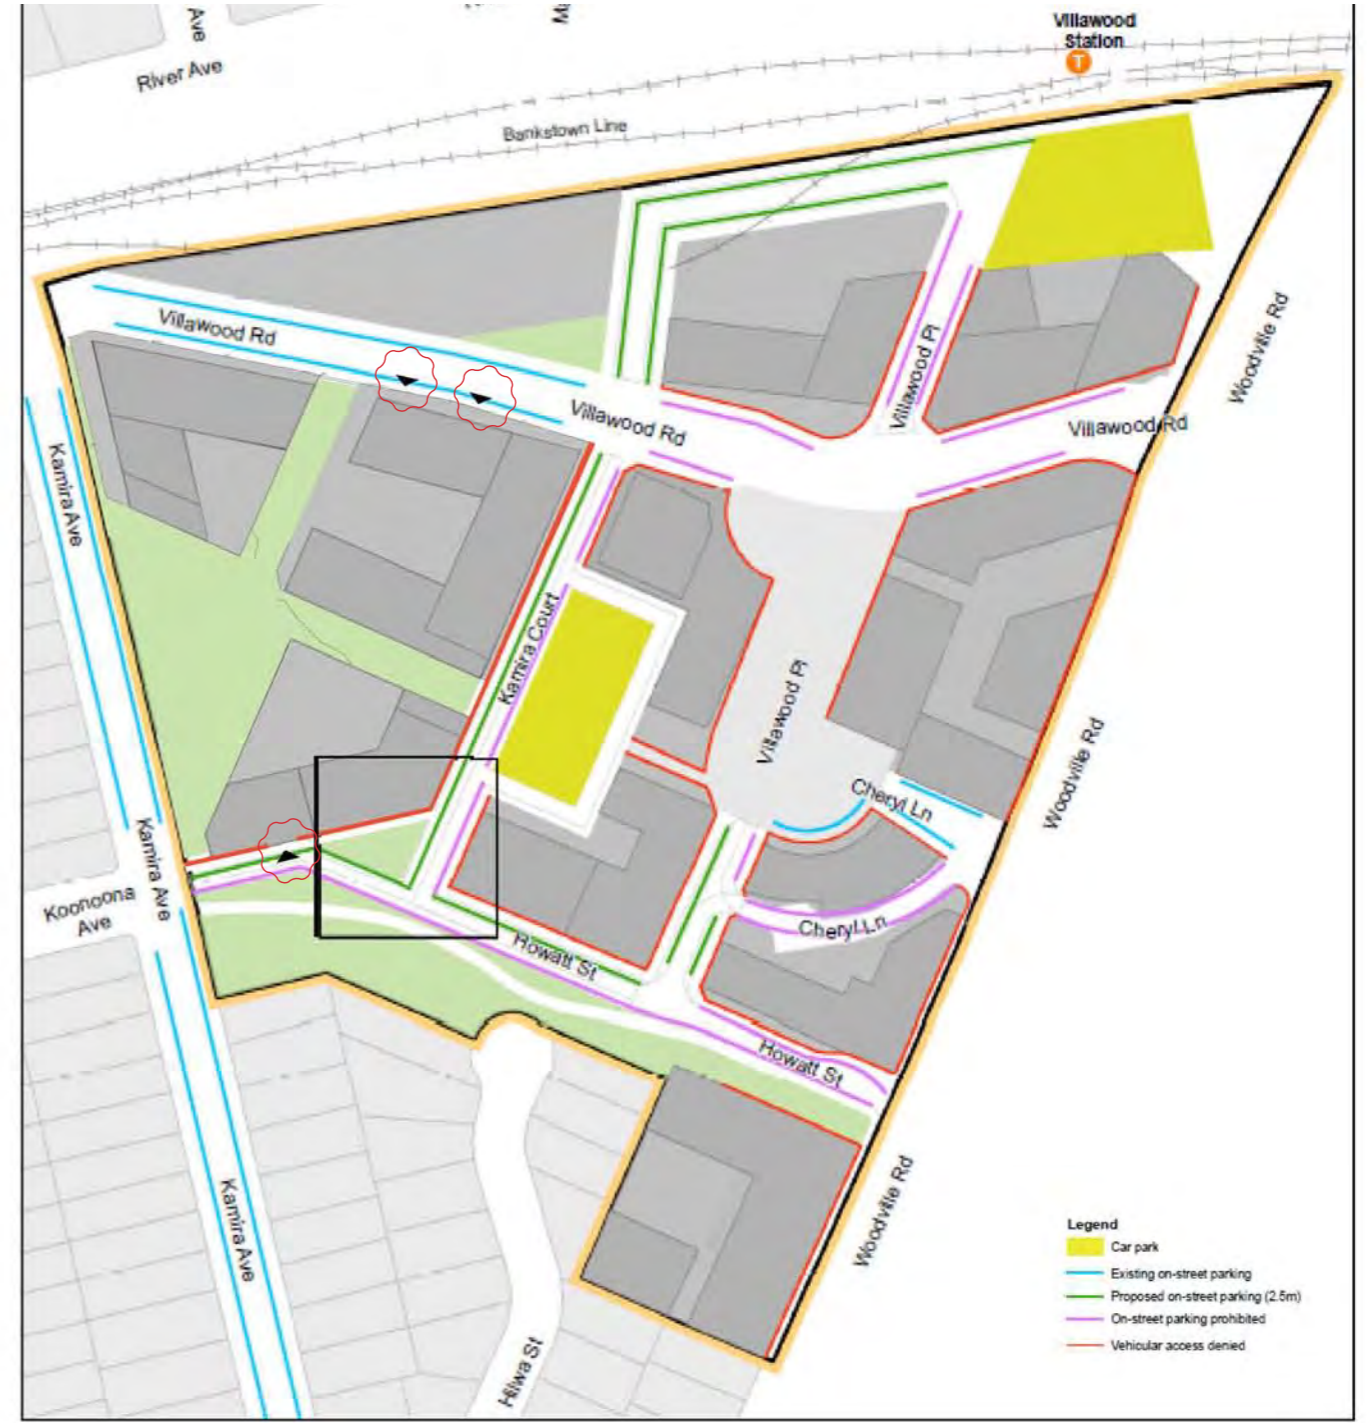 Ave
River Ave
Villawood
Station
T
Bankstown Line
Villawood Rd
Villawood Rd
Villawood Pl
Villawood Rd
Woodville Rd
Kamira Ave
Kamira Court
Villawood Pl
Cheryl Ln
Woodville Rd
Kamira Ave
Koonoona
Ave
Howatt St
Cheryl Ln
Howatt St
Kamira Ave
Woodville Rd
Hilwa St
Legend
Car park
Existing on-street parking
Proposed on-street parking (2.5m)
On-street parking prohibited
Vehicular access denied